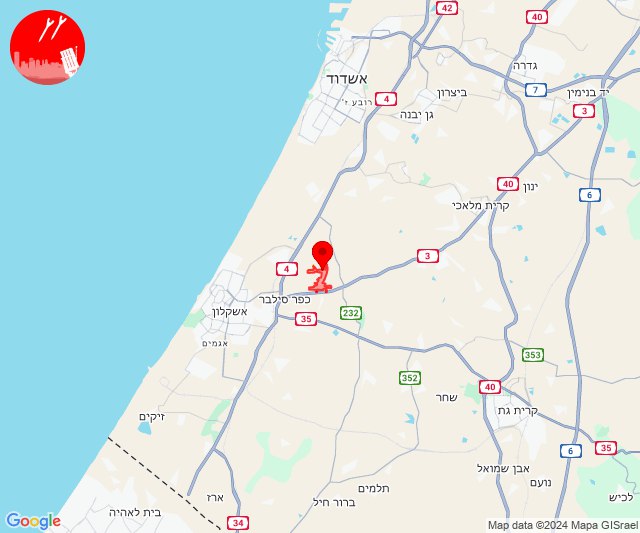 42
40
גדרה
אשדוד
ביצרון
7
יד בנימין
רובע ז'
4
גן יבנה
3
40
ינון
6
קרית מלאכי
3
4
כפר סילבר
אשקלון
232
35
אגמים
353
352
40
שחר
קרית גת
זיקים
35
6
אבן שמואל
נועם
תלמים
ארז
ברור חיל
לכיש
בית לאהיה
34
Google
Map data ©2024 Mapa GISrael